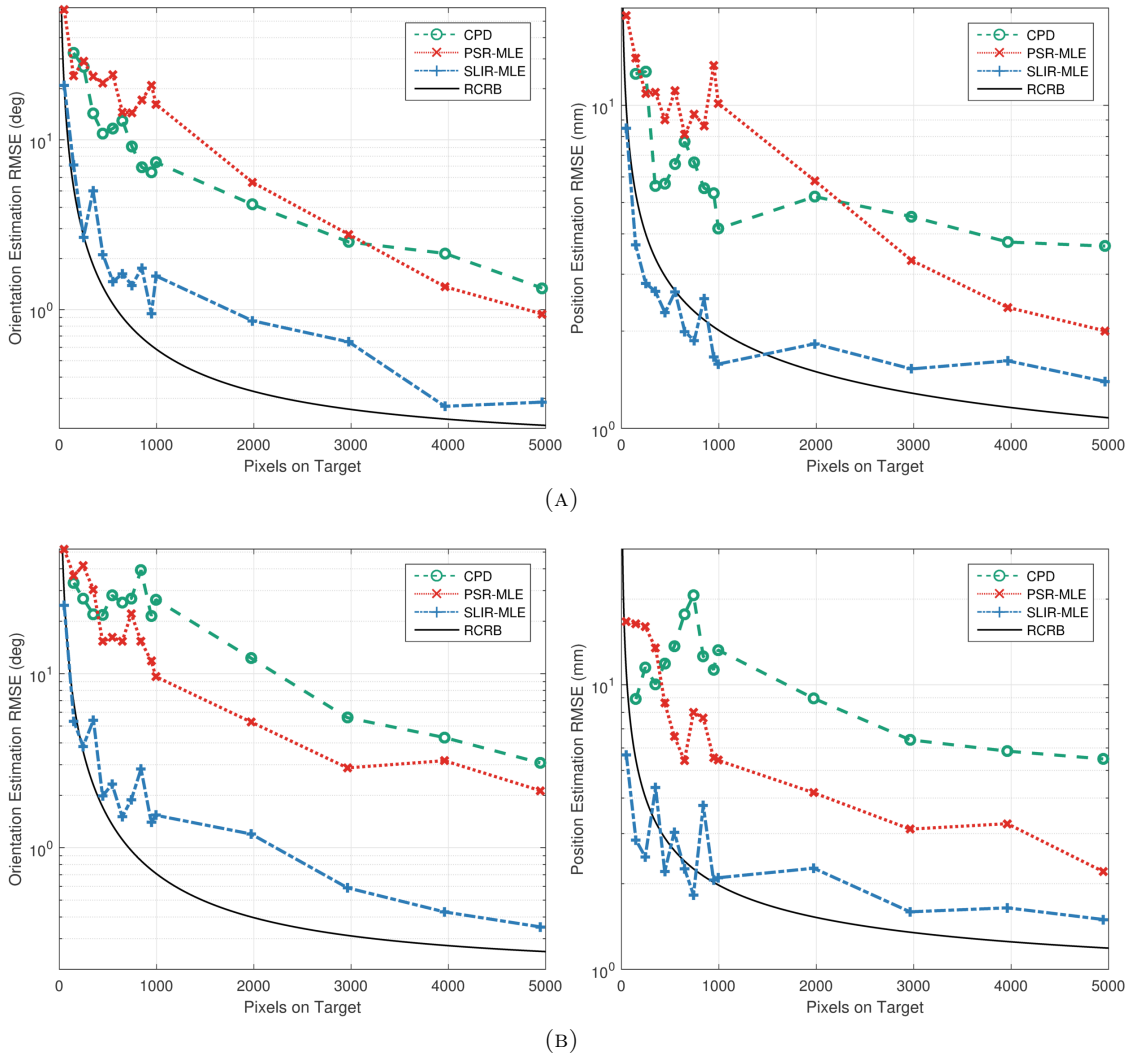 Orientation Estimation RMSE (deg)
10^1
10^0
CPD
PSR-MLE
SLIR-MLE
RCRB
0 1000 2000 3000 4000 5000
Pixels on Target
Position Estimation RMSE (mm)
10^1
10^0
CPD
PSR-MLE
SLIR-MLE
RCRB
0 1000 2000 3000 4000 5000
Pixels on Target
(A)
Orientation Estimation RMSE (deg)
10^1
10^0
CPD
PSR-MLE
SLIR-MLE
RCRB
0 1000 2000 3000 4000 5000
Pixels on Target
Position Estimation RMSE (mm)
10^1
10^0
CPD
PSR-MLE
SLIR-MLE
RCRB
0 1000 2000 3000 4000 5000
Pixels on Target
(B)